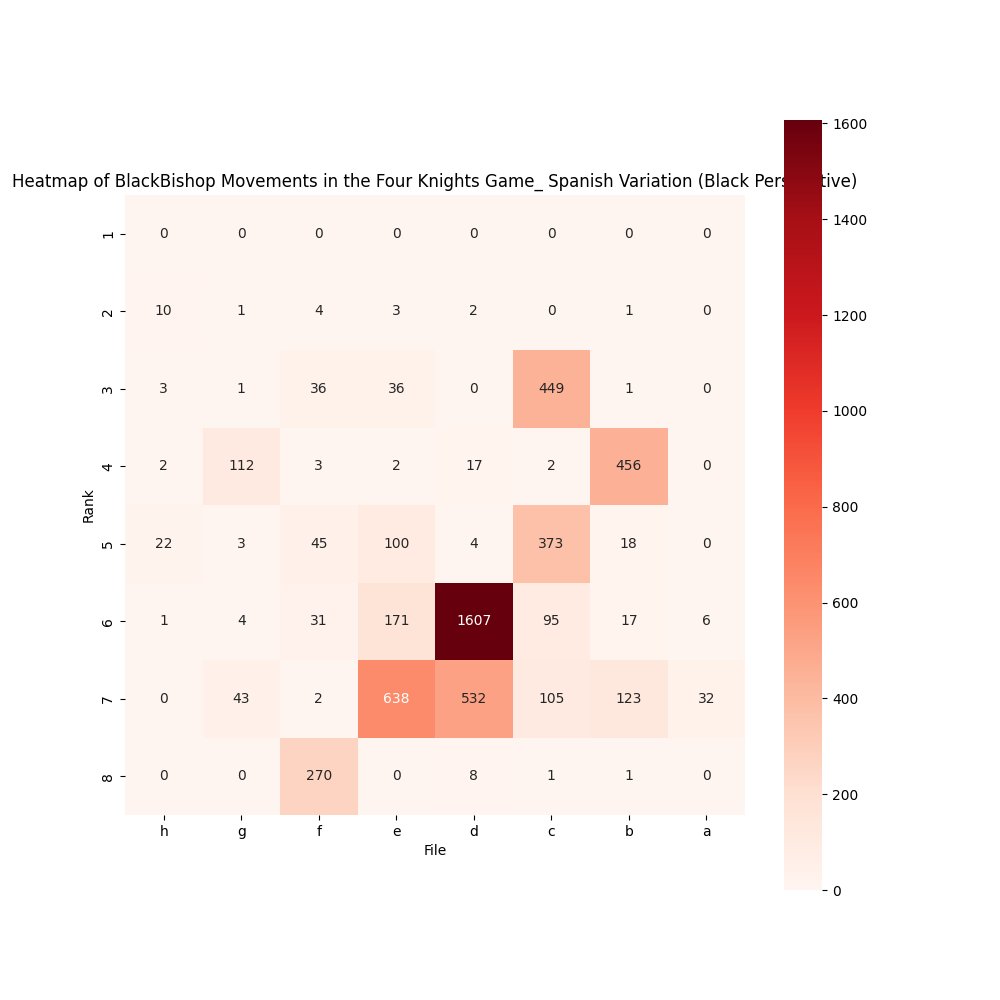 Heatmap of BlackBishop Movements in the Four Knights Game_ Spanish Variation (Black Perspective)
Rank
1 0 0 0 0 0 0 0 0
2 10 1 4 3 2 0 1 0
3 3 1 36 36 0 449 1 0
4 2 112 3 2 17 2 456 0
5 22 3 45 100 4 373 18 0
6 1 4 31 171 1607 95 17 6
7 0 43 2 638 532 105 123 32
8 0 0 270 0 8 1 1 0
h g f e d c b a
File
1600
1400
1200
1000
800
600
400
200
0